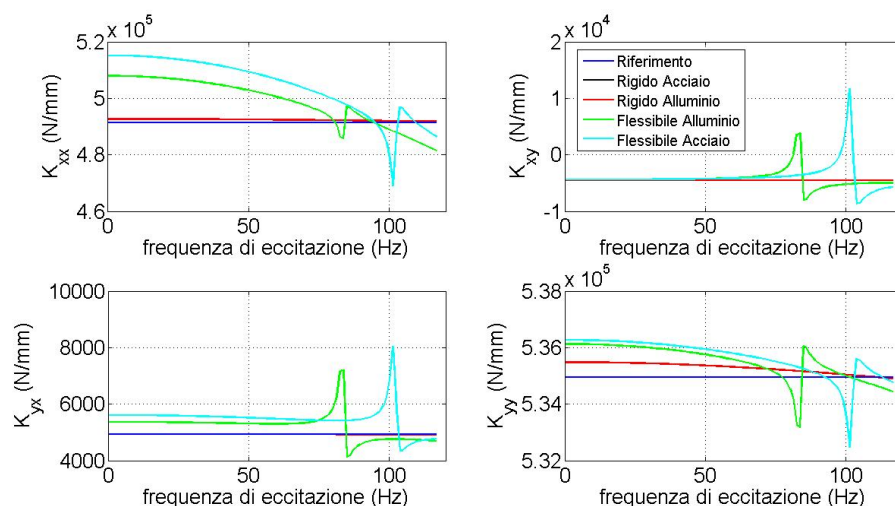 x 10^5
5.2
5
4.8
4.6
K_xx (N/mm)
0
50
100
frequenza di eccitazione (Hz)
x 10^4
2
1
0
-1
K_xy (N/mm)
0
50
100
frequenza di eccitazione (Hz)
Riferimento
Rigido Acciaio
Rigido Alluminio
Flessibile Alluminio
Flessibile Acciaio
10000
8000
6000
4000
K_yx (N/mm)
0
50
100
frequenza di eccitazione (Hz)
x 10^5
5.38
5.36
5.34
5.32
K_yy (N/mm)
0
50
100
frequenza di eccitazione (Hz)